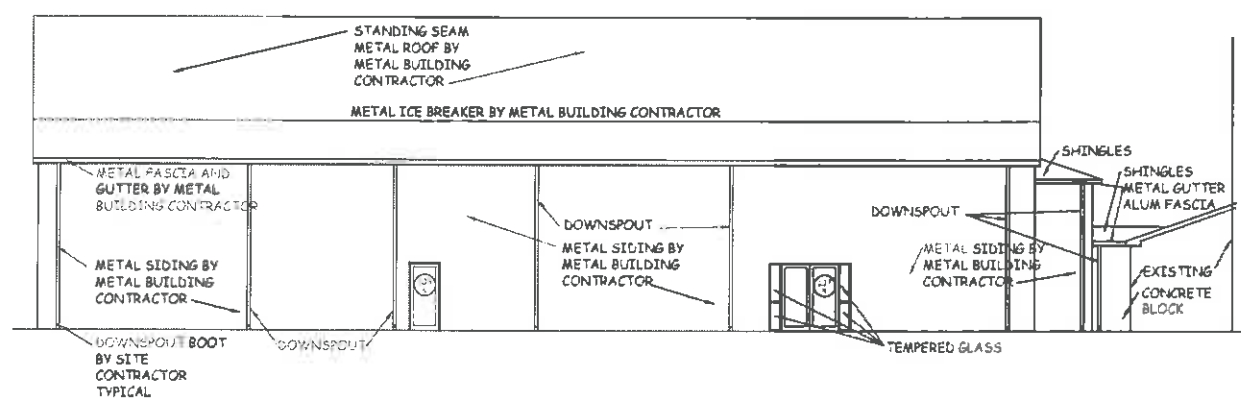 STANDING SEAM
METAL ROOF BY
METAL BUILDING
CONTRACTOR
METAL ICE BREAKER BY METAL BUILDING CONTRACTOR
METAL FASCIA AND
GUTTER BY METAL
BUILDING CONTRACTOR
SHINGLES
SHINGLES
METAL GUTTER
ALUM FASCIA
DOWNSPOUT
DOWNSPOUT
METAL SIDING BY
METAL BUILDING
CONTRACTOR
METAL SIDING BY
METAL BUILDING
CONTRACTOR
METAL SIDING BY
METAL BUILDING
CONTRACTOR
EXISTING
CONCRETE
BLOCK
DOWNSPOUT BOOT
BY SITE
CONTRACTOR
TYPICAL
DOWNSPOUT
TEMPERED GLASS